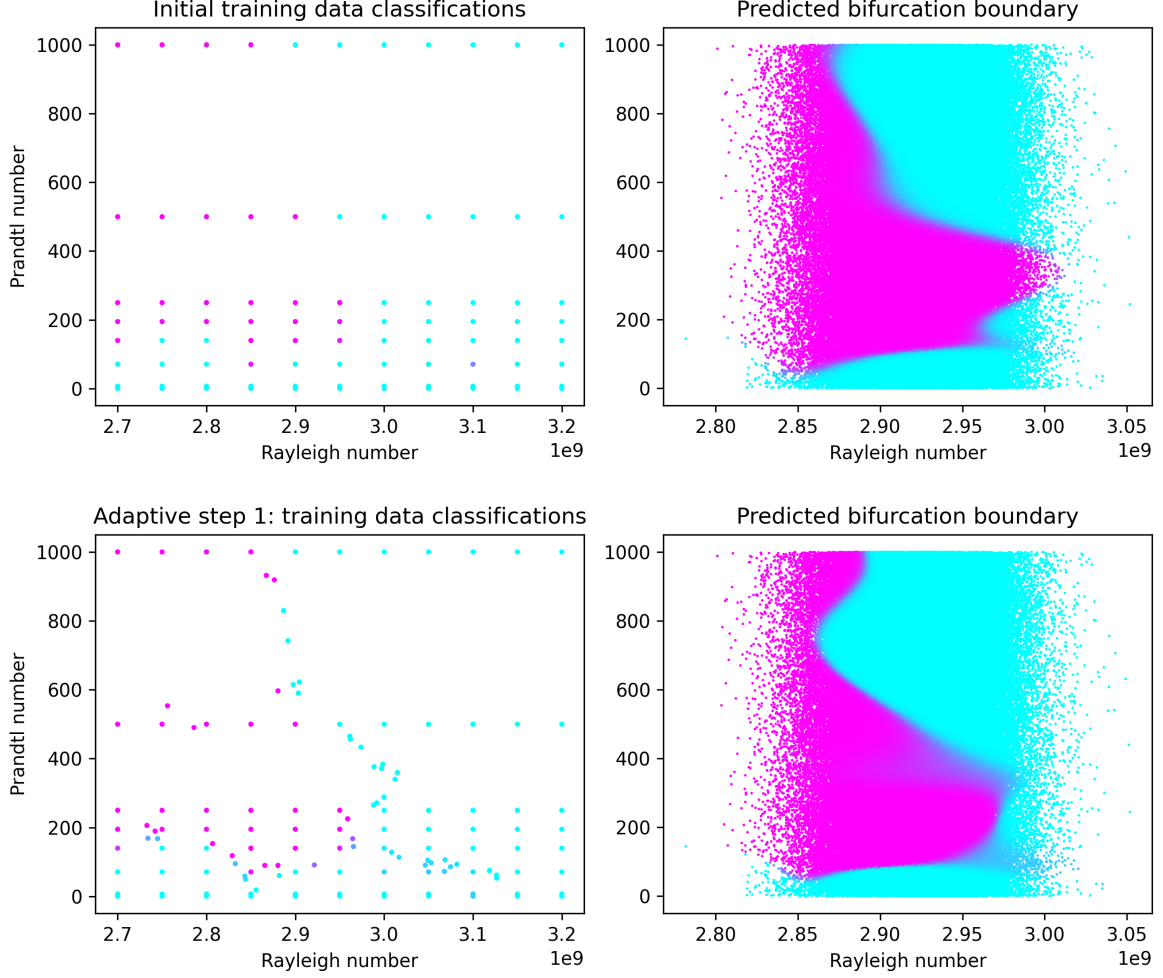 Initial training data classifications
Predicted bifurcation boundary
1000
800
600
400
200
0
Prandtl number
2.7 2.8 2.9 3.0 3.1 3.2
Rayleigh number
1e9
1000
800
600
400
200
0
2.80 2.85 2.90 2.95 3.00 3.05
Rayleigh number
1e9
Adaptive step 1: training data classifications
Predicted bifurcation boundary
1000
800
600
400
200
0
Prandtl number
2.7 2.8 2.9 3.0 3.1 3.2
Rayleigh number
1e9
1000
800
600
400
200
0
2.80 2.85 2.90 2.95 3.00 3.05
Rayleigh number
1e9